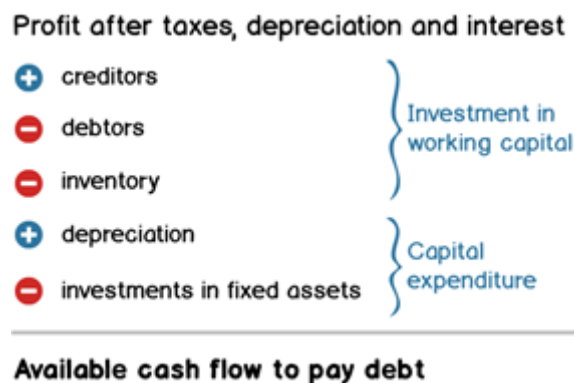 Profit after taxes, depreciation and interest
creditors
debtors
inventory
Investment in
working capital
depreciation
investments in fixed assets
Capital
expenditure
Available cash flow to pay debt